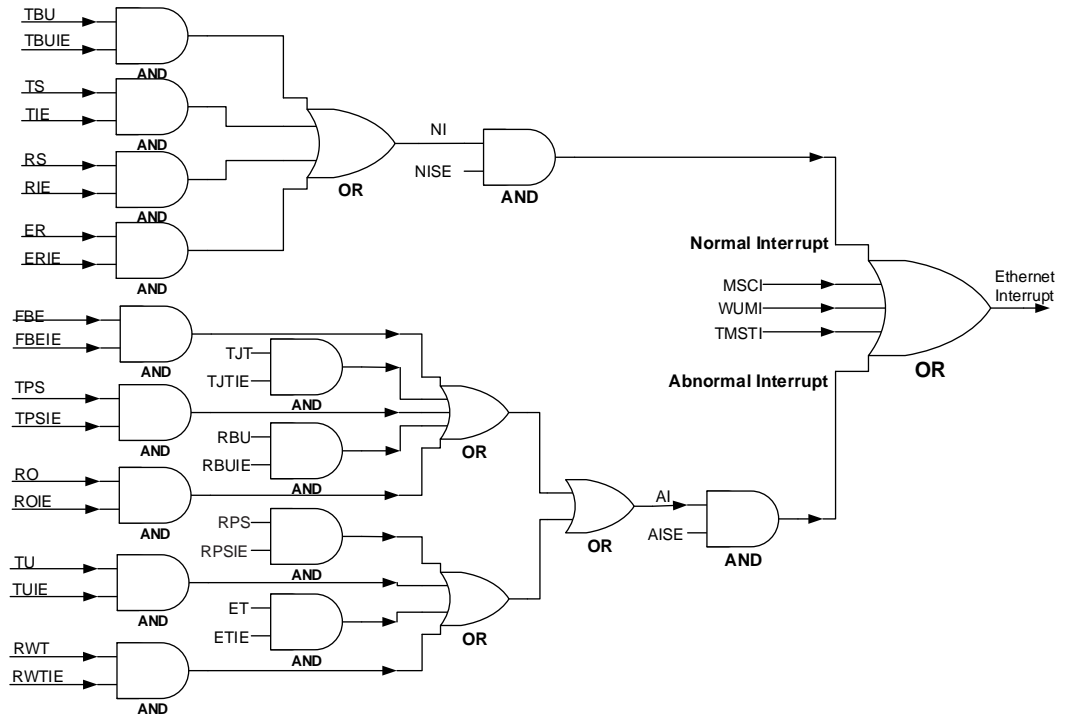 TBU
TBUIE
AND
TS
TIE
AND
RS
RIE
AND
ER
ERIE
AND
OR
NI
NISE
AND
Normal Interrupt
MSCI
WUMI
TMSTI
Abnormal Interrupt
OR
Ethernet
Interrupt
FBE
FBEIE
AND
TJT
TJTIE
AND
TPS
TPSIE
AND
RBU
RBUIE
AND
OR
RO
ROIE
AND
RPS
RPSIE
AND
TU
TUIE
AND
ET
ETIE
AND
OR
RWT
RWTIE
AND
OR
AI
AISE
AND